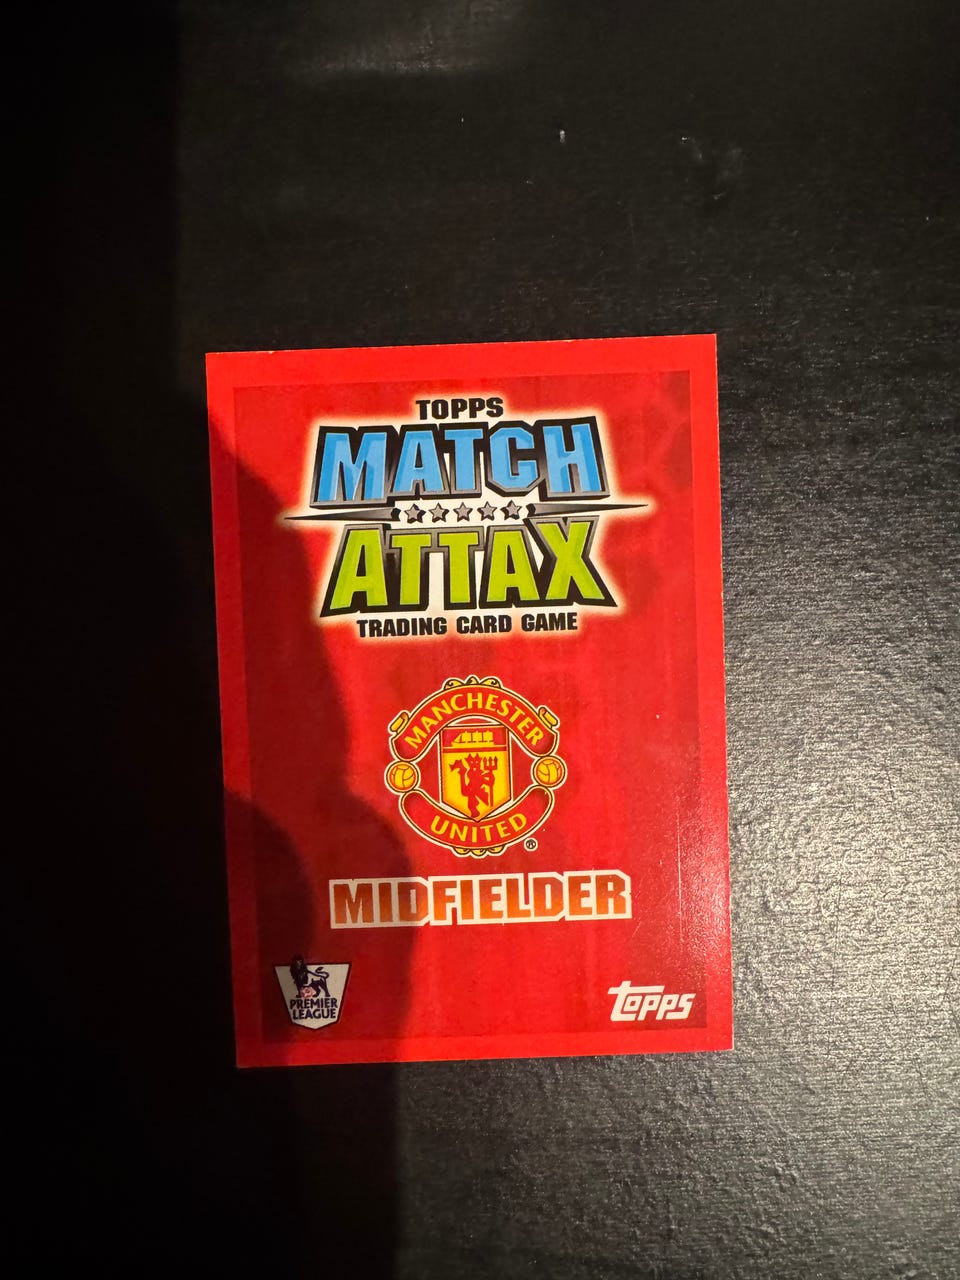 TOPPS
MATCH
ATTAX
TRADING CARD GAME
MANCHESTER
UNITED
®
MIDFIELDER
PREMIER
LEAGUE
topps